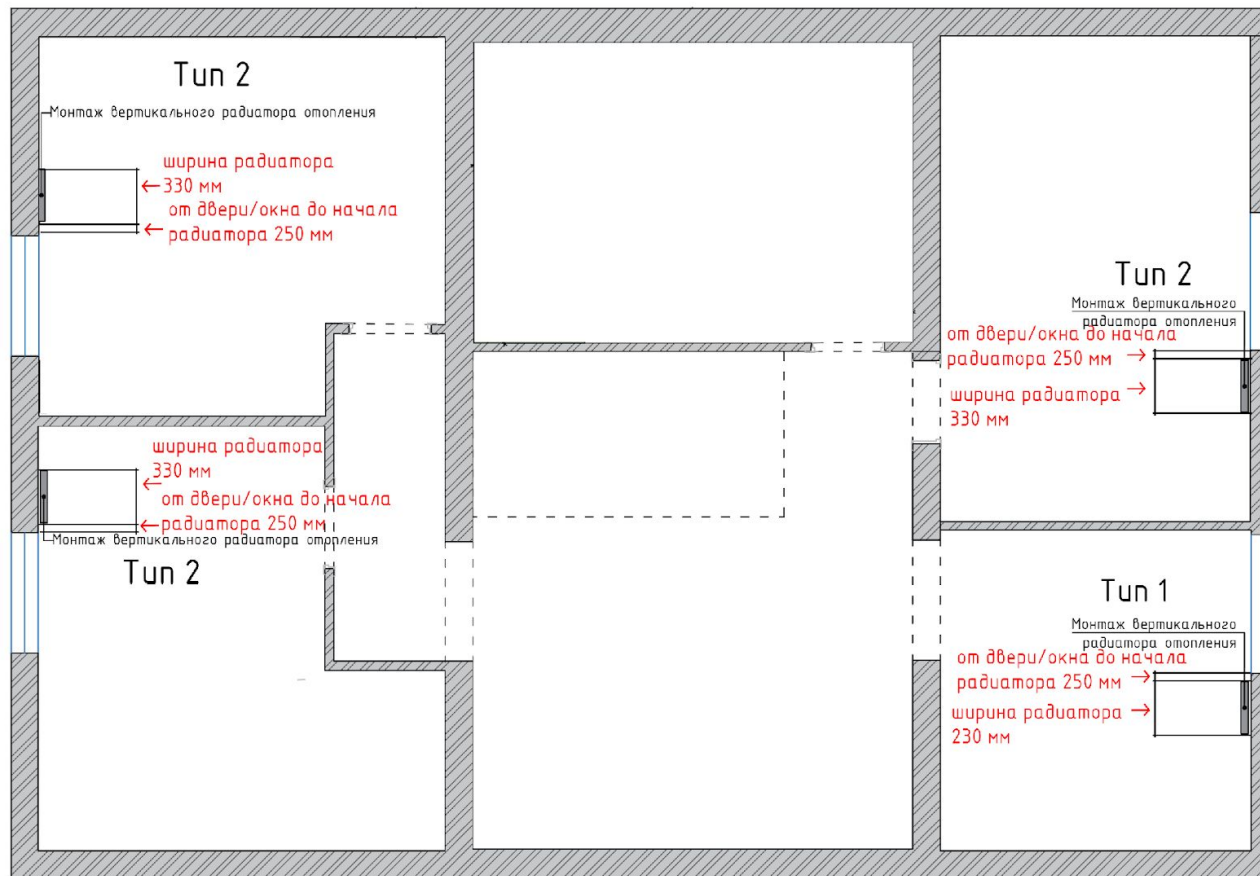 Тип 2
Монтаж вертикального радиатора отопления
ширина радиатора
330 мм
от двери/окна до начала
радиатора 250 мм
Тип 2
Монтаж вертикального
радиатора отопления
от двери/окна до начала
радиатора 250 мм
ширина радиатора
330 мм
ширина радиатора
330 мм
от двери/окна до начала
радиатора 250 мм
Монтаж вертикального радиатора отопления
Тип 2
Тип 1
Монтаж вертикального
радиатора отопления
от двери/окна до начала
радиатора 250 мм
ширина радиатора
230 мм